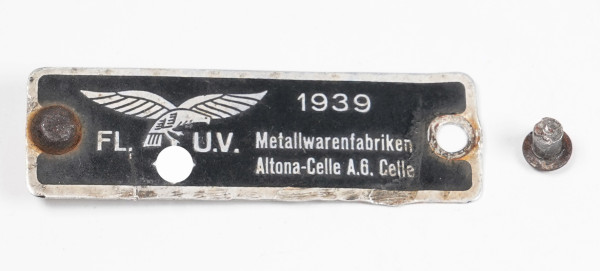 1939
FL. U.V. Metallwarenfabriken
Altona-Celle A.G. Celle